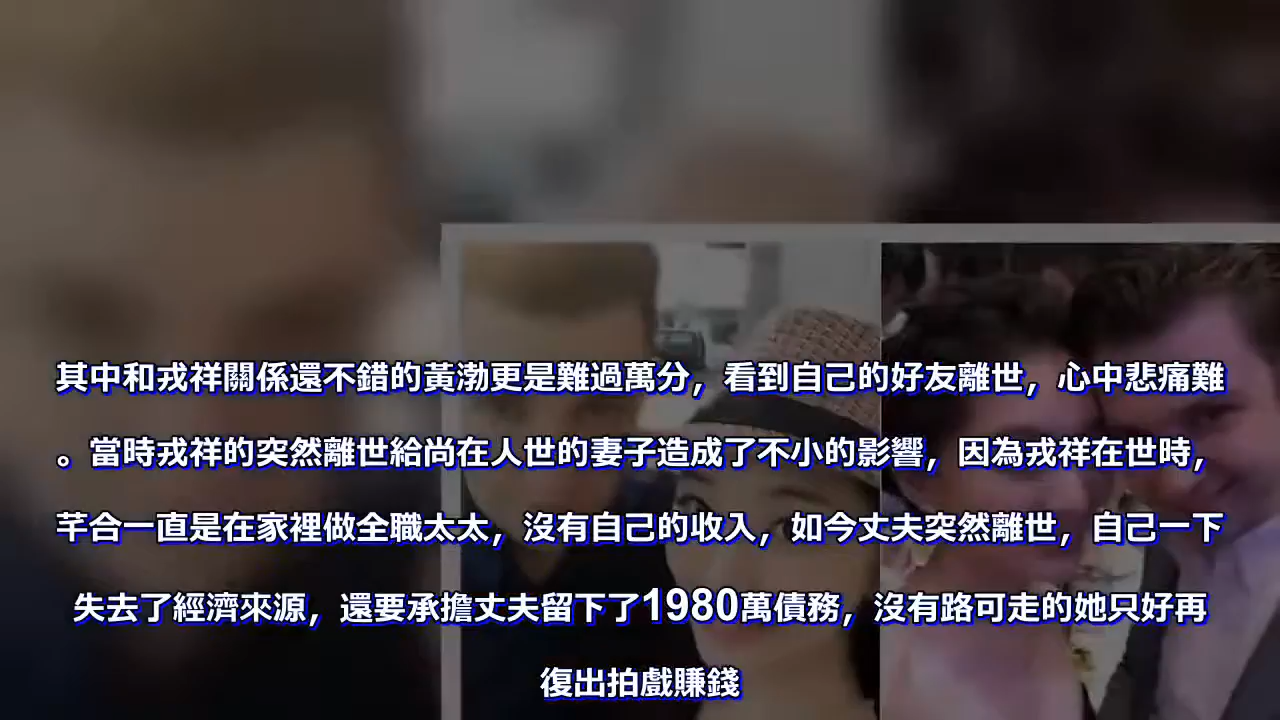 其中和戎祥關係還不錯的黃渤更是難過萬分，看到自己的好友離世，心中悲痛難
。當時戎祥的突然離世給尚在人世的妻子造成了不小的影響，因為戎祥在世時，
芊合一直是在家裡做全職太太，沒有自己的收入，如今丈夫突然離世，自己一下
失去了經濟來源，還要承擔丈夫留下了1980萬債務，沒有路可走的她只好再
復出拍戲賺錢